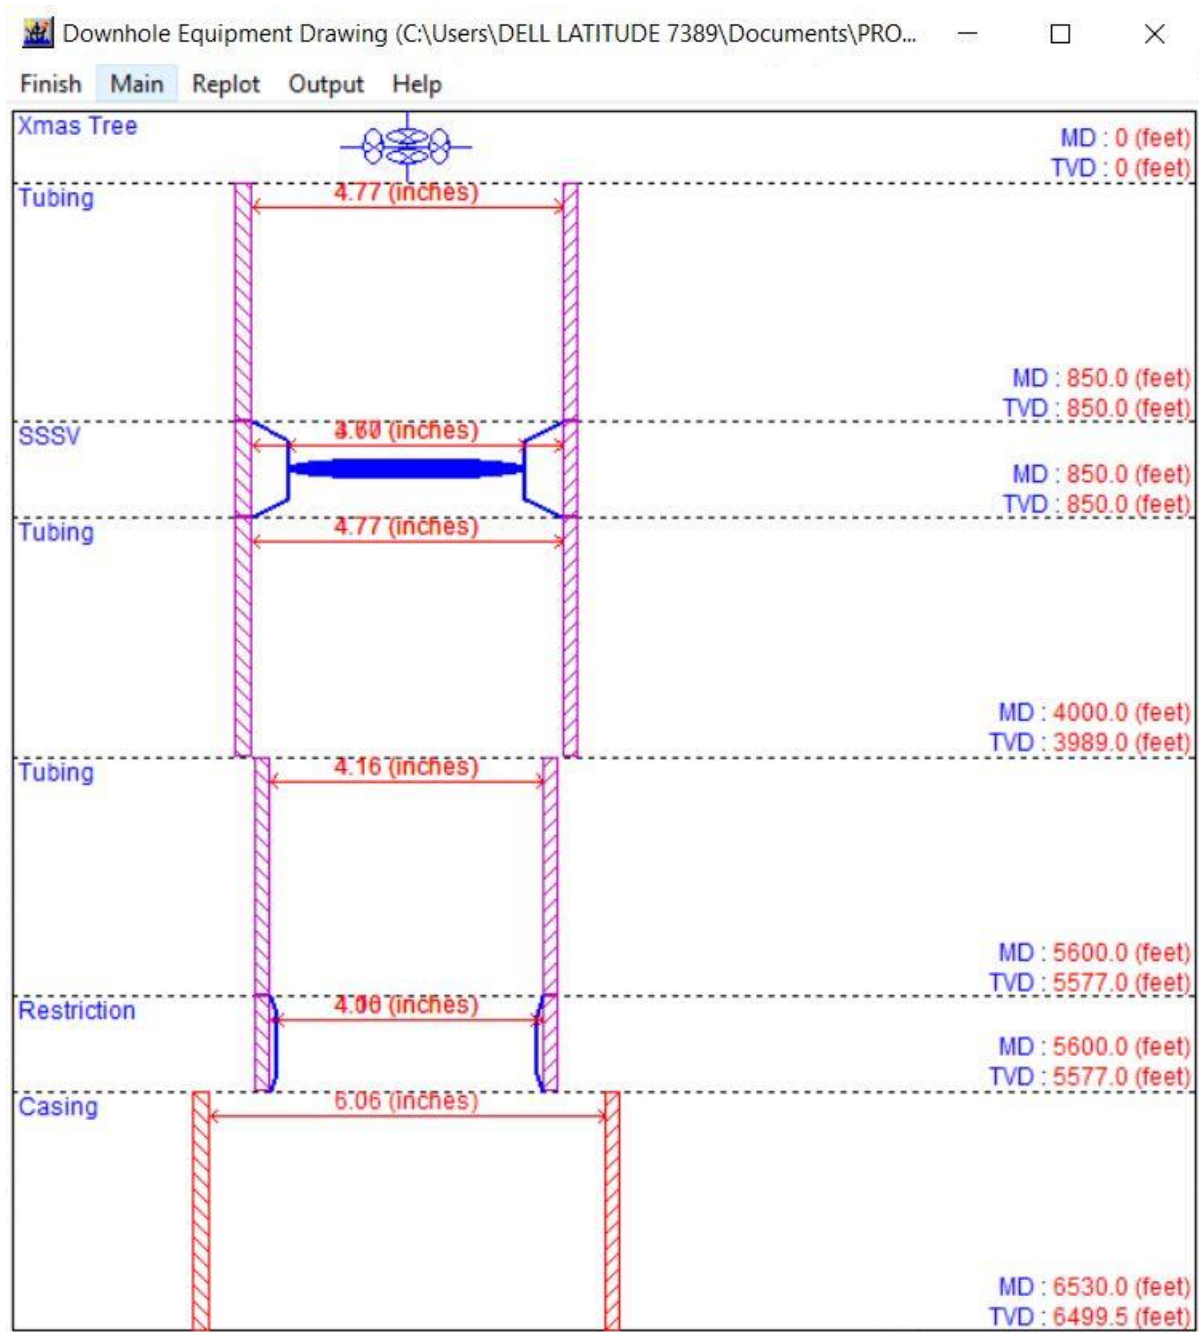 Downhole Equipment Drawing (C:\Users\DELL LATITUDE 7389\Documents\PRO...
Finish Main Replot Output Help
Xmas Tree
MD : 0 (feet)
TVD : 0 (feet)
Tubing
4.77 (inches)
MD : 850.0 (feet)
TVD : 850.0 (feet)
SSSV
(inches)
MD : 850.0 (feet)
TVD : 850.0 (feet)
Tubing
4.77 (inches)
MD : 4000.0 (feet)
TVD : 3989.0 (feet)
Tubing
4.16 (inches)
MD : 5600.0 (feet)
TVD : 5577.0 (feet)
Restriction
(inches)
MD : 5600.0 (feet)
TVD : 5577.0 (feet)
Casing
6.06 (inches)
MD : 6530.0 (feet)
TVD : 6499.5 (feet)